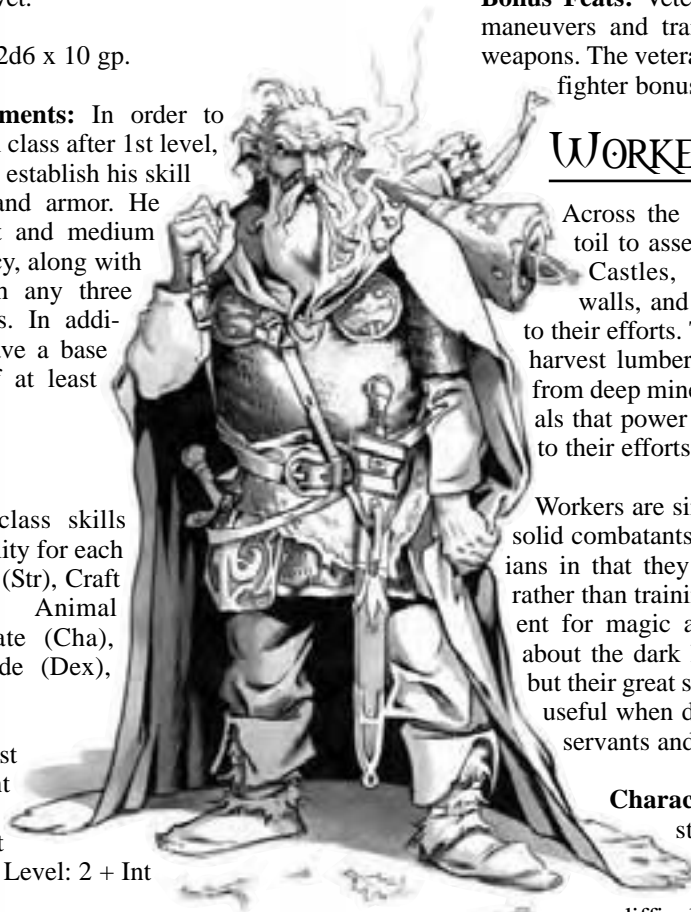 yet.
2d6 x 10 gp.
ments: In order to
class after 1st level,
establish his skill
and armor. He
t and medium
cy, along with
n any three
s. In addi-
ve a base
f at least
class skills
lity for each
(Str), Craft
Animal
ate (Cha),
de (Dex),
st
nt
t
Level: 2 + Int
Bonus Feats: Vete
maneuvers and trai
weapons. The vetera
fighter bonus
WORKE
Across the
toil to asse
Castles,
walls, and
to their efforts. T
harvest lumber
from deep mine
als that power
to their efforts
Workers are si
solid combatants
ians in that they
rather than traini
ent for magic a
about the dark
but their great s
useful when d
servants and
Charac
st